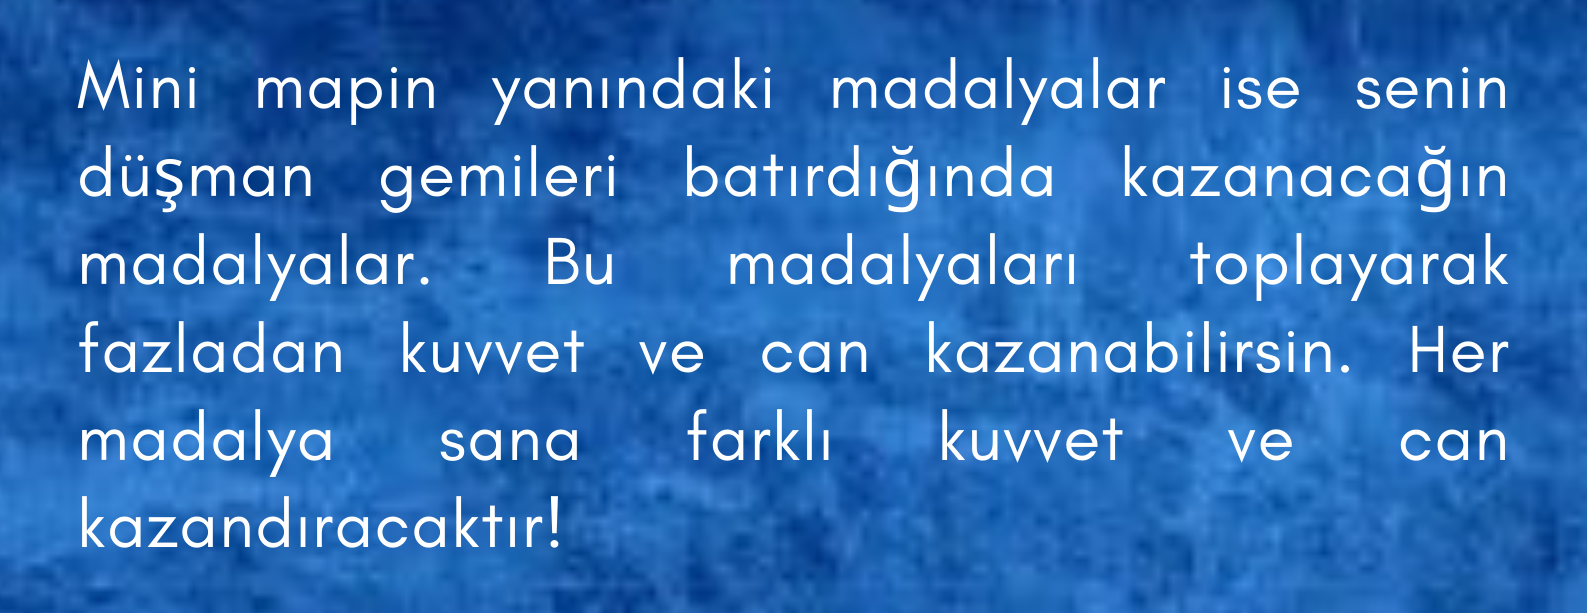 Mini mapin yanındaki madalyalar ise senin
düşman gemileri batırdığında kazanacağın
madalyalar. Bu madalyaları toplayarak
fazladan kuvvet ve can kazanabilirsin. Her
madalya sana farklı kuvvet ve can
kazandıracaktır!